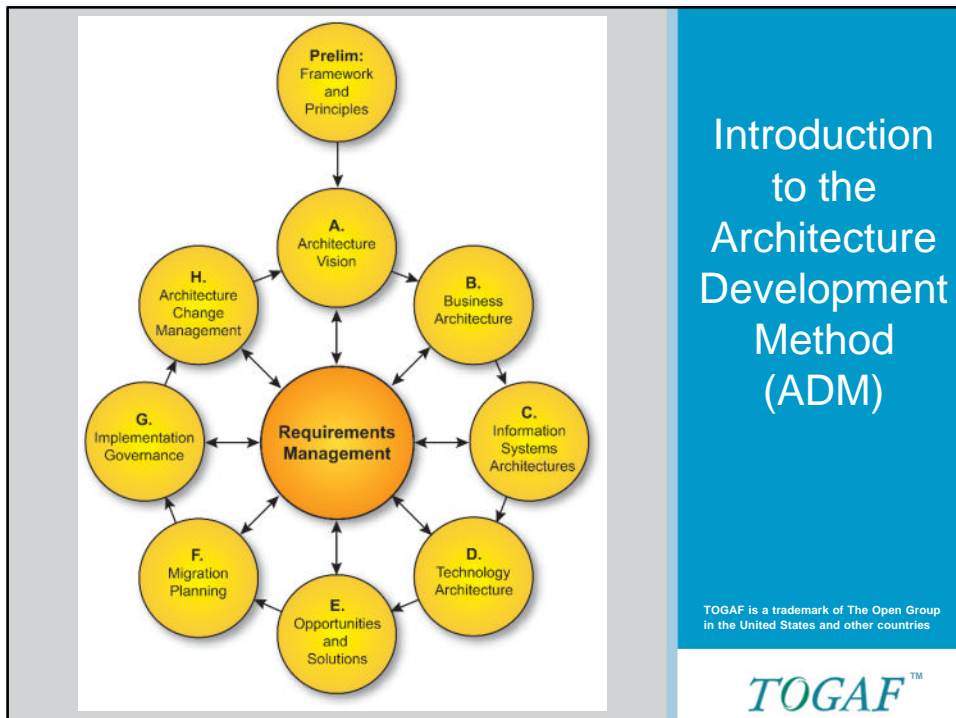 Prelim:
Framework
and
Principles
A.
Architecture
Vision
H.
Architecture
Change
Management
B.
Business
Architecture
G.
Implementation
Governance
Requirements
Management
C.
Information
Systems
Architectures
F.
Migration
Planning
D.
Technology
Architecture
E.
Opportunities
and
Solutions
Introduction
to the
Architecture
Development
Method
(ADM)
TOGAF is a trademark of The Open Group
in the United States and other countries
TOGAF™